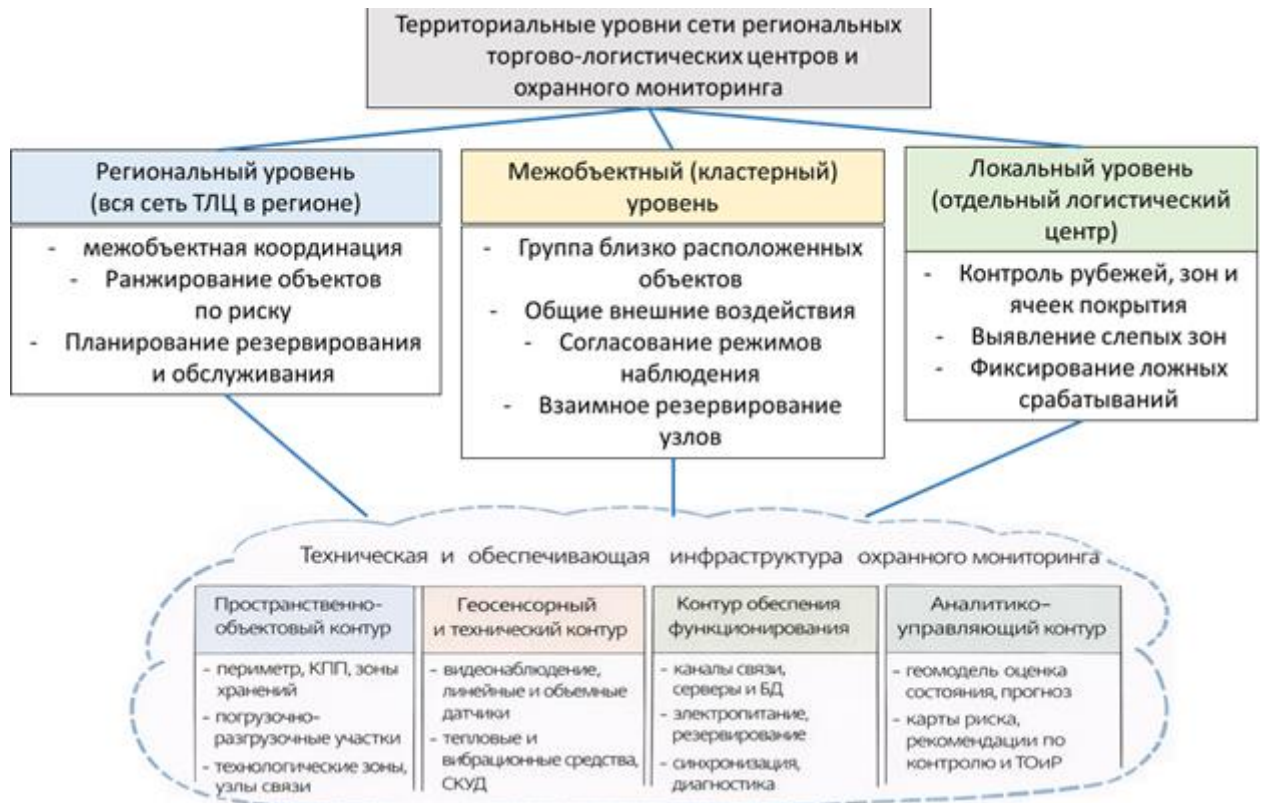 Территориальные уровни сети региональных
торгово-логистических центров и
охранного мониторинга
Региональный уровень
(вся сеть ТЛЦ в регионе)
- межобъектная координация
- Ранжирование объектов
по риску
- Планирование резервирования
и обслуживания
Межобъектный (кластерный)
уровень
- Группа близко расположенных
объектов
- Общие внешние воздействия
- Согласование режимов
наблюдения
- Взаимное резервирование
узлов
Локальный уровень
(отдельный логистический
центр)
- Контроль рубежей, зон и
ячеек покрытия
- Выявление слепых зон
- Фиксирование ложных
срабатываний
Техническая и обеспечивающая инфраструктура охранного мониторинга
Пространственно-
объектовый контур
- периметр, КПП, зоны
хранений
- погрузочно-
разгрузочные участки
- технологические зоны,
узлы связи
Геосенсорный
и технический контур
- видеонаблюдение,
линейные и объемные
датчики
- тепловые и
вибрационные средства,
СКУД
Контур обеспения
функционирования
- каналы связи,
серверы и БД
- электропитание,
резервирование
- синхронизация,
диагностика
Аналитико-
управляющий контур
- геомодель оценка
состояния, прогноз
- карты риска,
рекомендации по
контролю и ТОиР